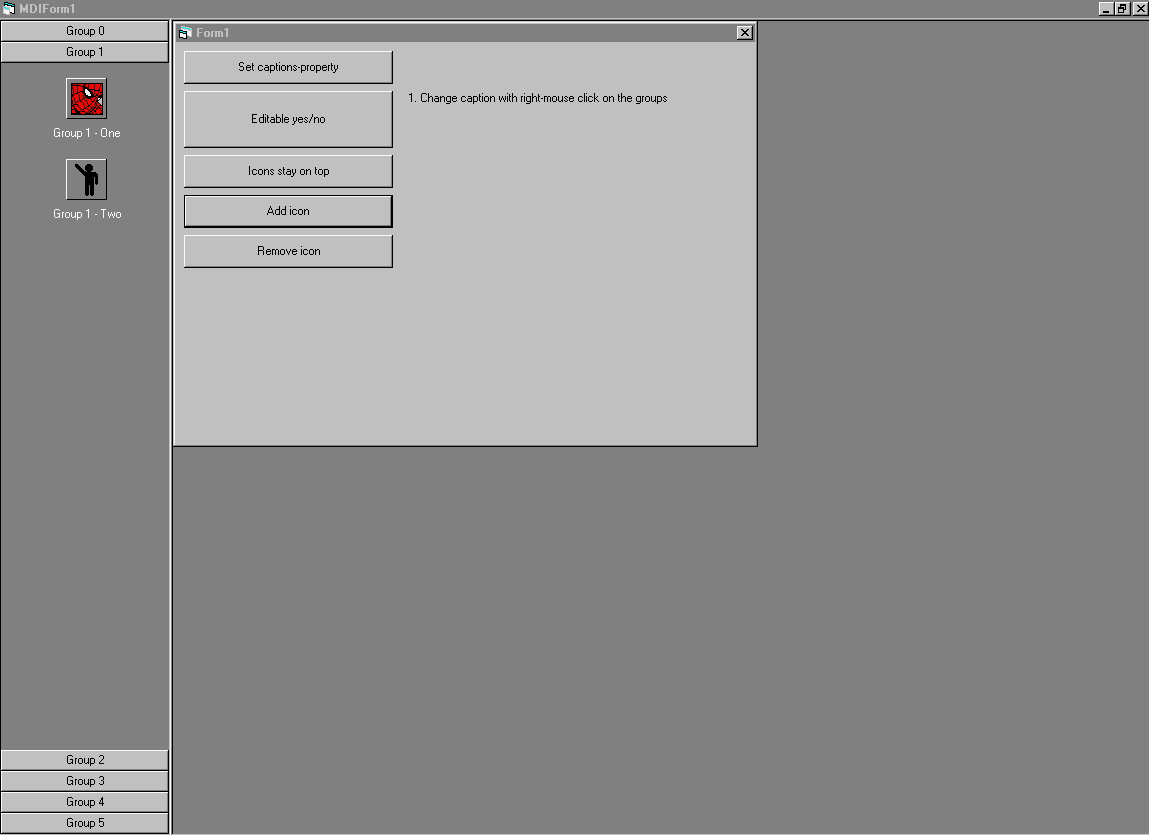 MDIForm1
Group 0
Group 1
Group 1 - One
Group 1 - Two
Group 2
Group 3
Group 4
Group 5
Form1
Set captions-property
Editable yes/no
1. Change caption with right-mouse click on the groups
Icons stay on top
Add icon
Remove icon